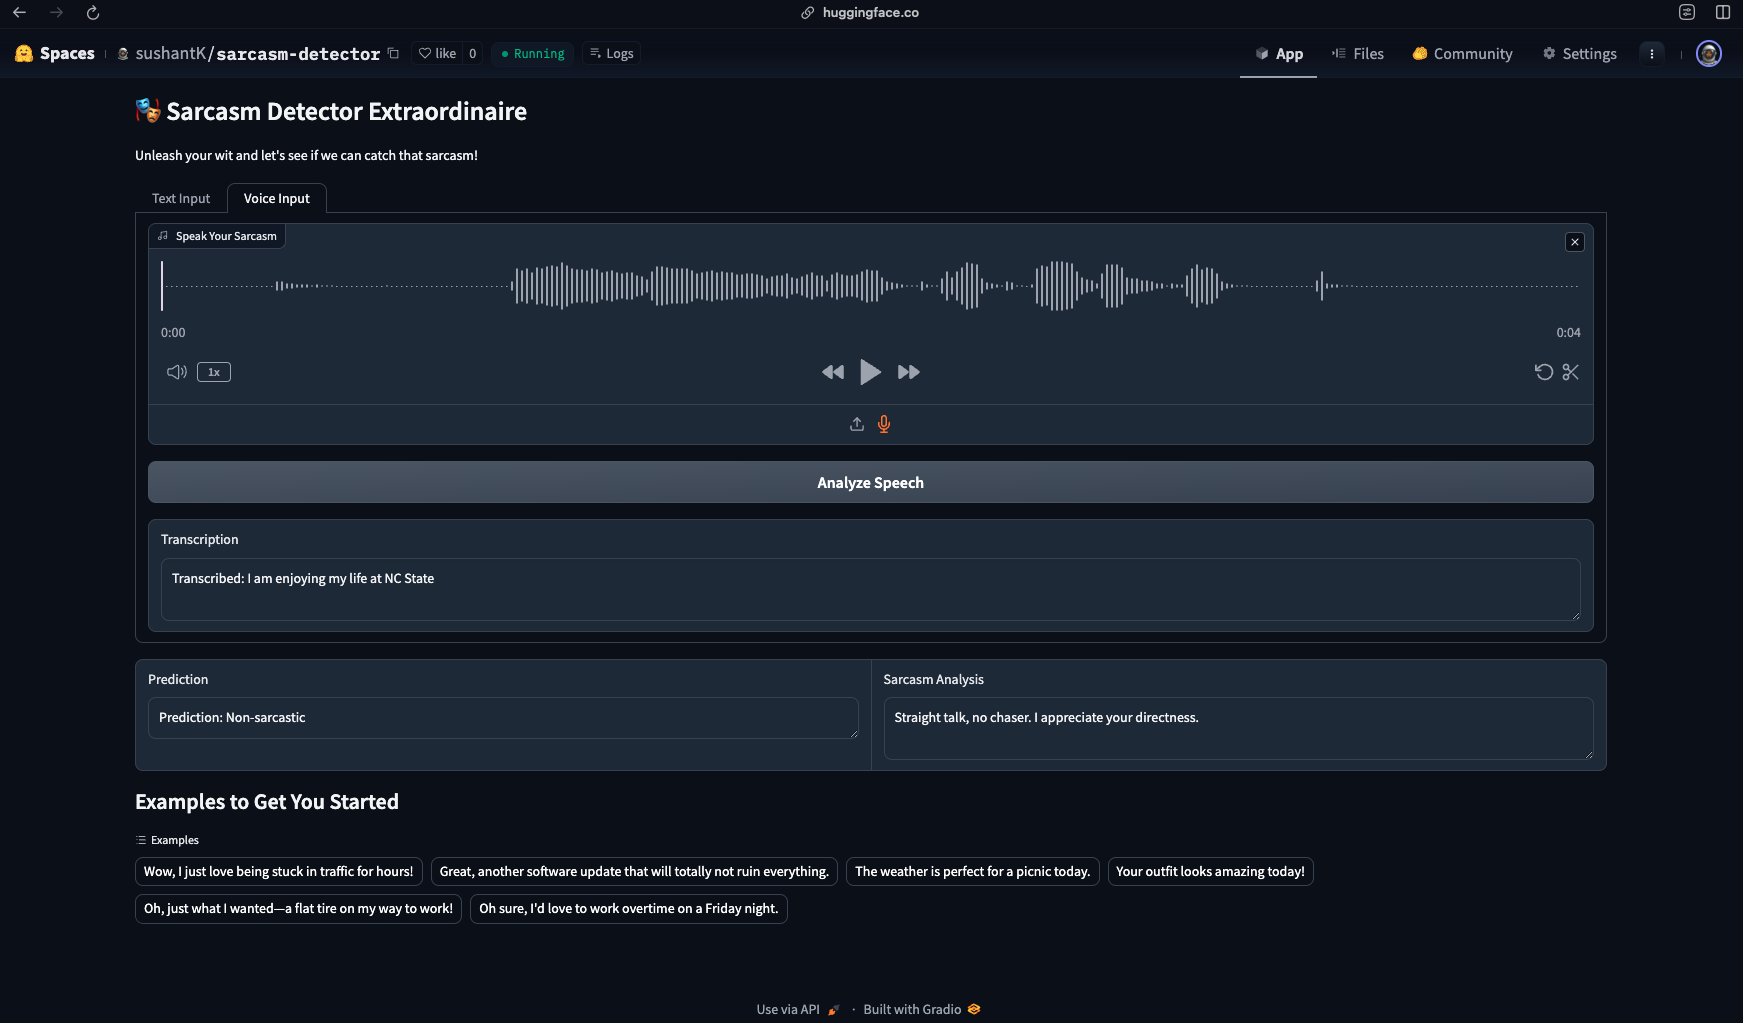 huggingface.co
Spaces sushantK/sarcasm-detector like 0 Running Logs App Files Community Settings
Sarcasm Detector Extraordinaire
Unleash your wit and let's see if we can catch that sarcasm!
Text Input Voice Input
Speak Your Sarcasm
0:00 0:04
1x
Analyze Speech
Transcription
Transcribed: I am enjoying my life at NC State
Prediction Sarcasm Analysis
Prediction: Non-sarcastic Straight talk, no chaser. I appreciate your directness.
Examples to Get You Started
Examples
Wow, I just love being stuck in traffic for hours! Great, another software update that will totally not ruin everything. The weather is perfect for a picnic today. Your outfit looks amazing today!
Oh, just what I wanted—a flat tire on my way to work! Oh sure, I'd love to work overtime on a Friday night.
Use via API · Built with Gradio